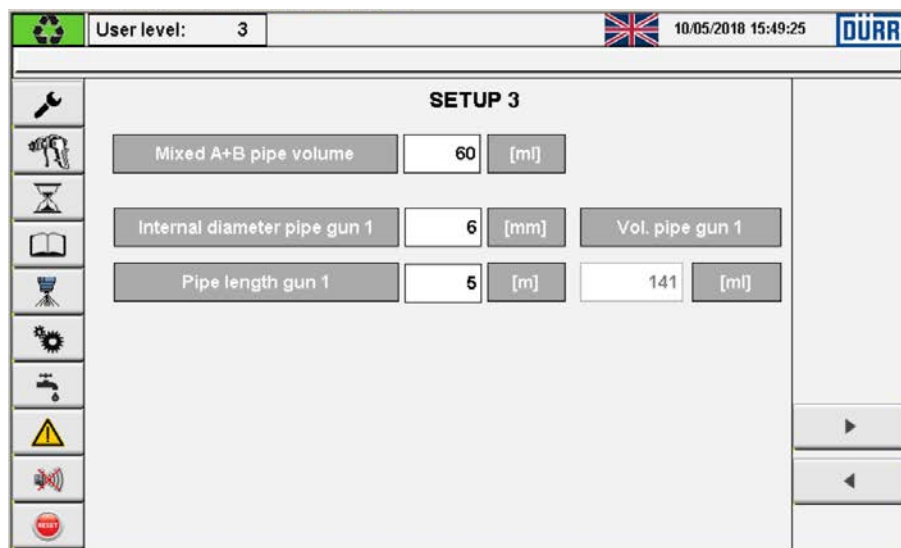 User level: 3 10/05/2018 15:49:25 DÜRR
SETUP 3
Mixed A+B pipe volume 60 [ml]
Internal diameter pipe gun 1 6 [mm] Vol. pipe gun 1
Pipe length gun 1 5 [m] 141 [ml]
RESET